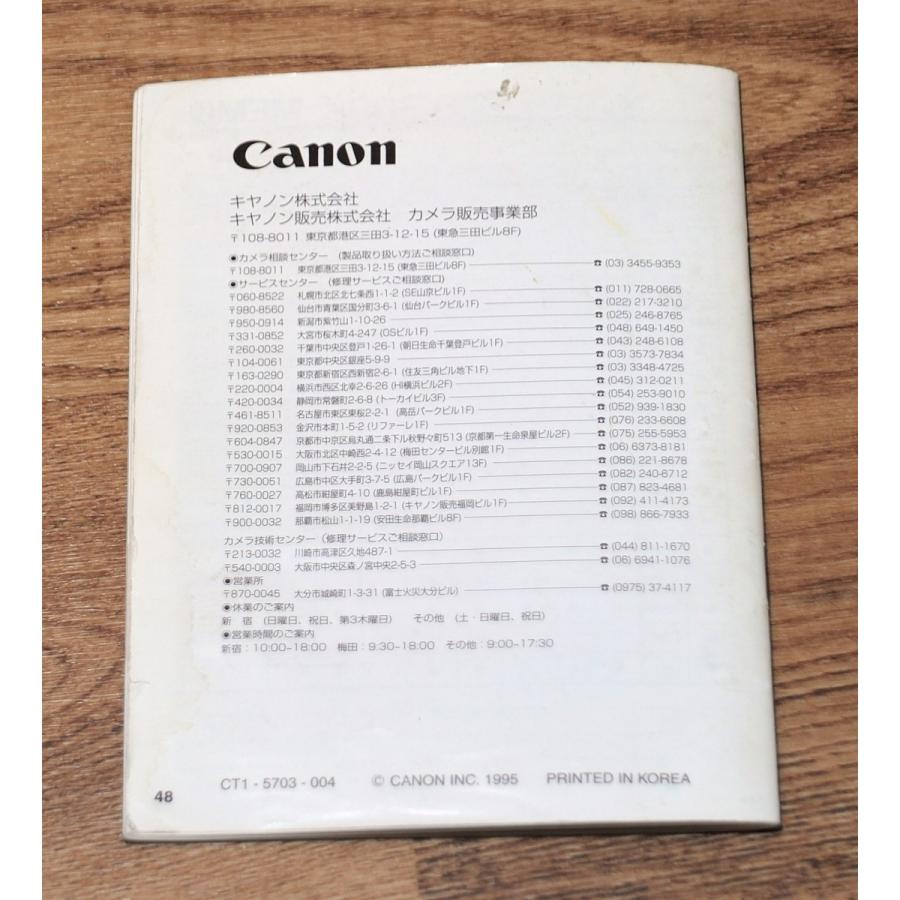 Canon
キヤノン株式会社
キヤノン販売株式会社 カメラ販売事業部
〒108-8011 東京都港区三田3-12-15 (東急三田ビル8F)
◉カメラ相談センター (製品取り扱い方法ご相談窓口)
〒108-8011 東京都港区三田3-12-15 (東急三田ビル8F) ☎ (03) 3455-9353
◉サービスセンター (修理サービスご相談窓口)
〒060-8522 札幌市北区北七条西1-1-2 (SE山京ビル1F) ☎ (011) 728-0665
〒980-8560 仙台市青葉区国分町3-6-1 (仙台パークビル1F) ☎ (022) 217-3210
〒950-0914 新潟市紫竹山1-10-26 ☎ (025) 246-8765
〒331-0852 大宮市桜木町4-247 (OSビル1F) ☎ (048) 649-1450
〒260-0032 千葉市中央区登戸1-26-1 (朝日生命千葉登戸ビル1F) ☎ (043) 248-6108
〒104-0061 東京都中央区銀座5-9-9 ☎ (03) 3573-7834
〒163-0290 東京都新宿区西新宿2-6-1 (住友三角ビル地下1F) ☎ (03) 3348-4725
〒220-0004 横浜市西区北幸2-6-26 (HI横浜ビル2F) ☎ (045) 312-0211
〒420-0034 静岡市常磐町2-6-8 (トーカイビル3F) ☎ (054) 253-9010
〒461-8511 名古屋市東区東桜2-2-1 (高岳パークビル1F) ☎ (052) 939-1830
〒920-0853 金沢市本町1-5-2 (リファーレ1F) ☎ (076) 233-6608
〒604-0847 京都市中京区烏丸通二条下ル秋野々町513 (京都第一生命泉屋ビル2F) ☎ (075) 255-5953
〒530-0015 大阪市北区中崎西2-4-12 (梅田センタービル別館1F) ☎ (06) 6373-8181
〒700-0907 岡山市下石井2-2-5 (ニッセイ岡山スクエア13F) ☎ (086) 221-8678
〒730-0051 広島市中区大手町3-7-5 (広島パークビル1F) ☎ (082) 240-6712
〒760-0027 高松市紺屋町4-10 (鹿島紺屋町ビル1F) ☎ (087) 823-4681
〒812-0017 福岡市博多区美野島1-2-1 (キヤノン販売福岡ビル1F) ☎ (092) 411-4173
〒900-0032 那覇市松山1-1-19 (安田生命那覇ビル8F) ☎ (098) 866-7933
カメラ技術センター (修理サービスご相談窓口)
〒213-0032 川崎市高津区久地487-1 ☎ (044) 811-1670
〒540-0003 大阪市中央区森ノ宮中央2-5-3 ☎ (06) 6941-1076
◉営業所
〒870-0045 大分市城崎町1-3-31 (富士火災大分ビル) ☎ (0975) 37-4117
◉休業のご案内
新 宿 (日曜日、祝日、第3木曜日) その他 (土・日曜日、祝日)
◉営業時間のご案内
新宿：10:00~18:00 梅田：9:30~18:00 その他：9:00~17:30
48 CT1 - 5703 - 004 © CANON INC. 1995 PRINTED IN KOREA